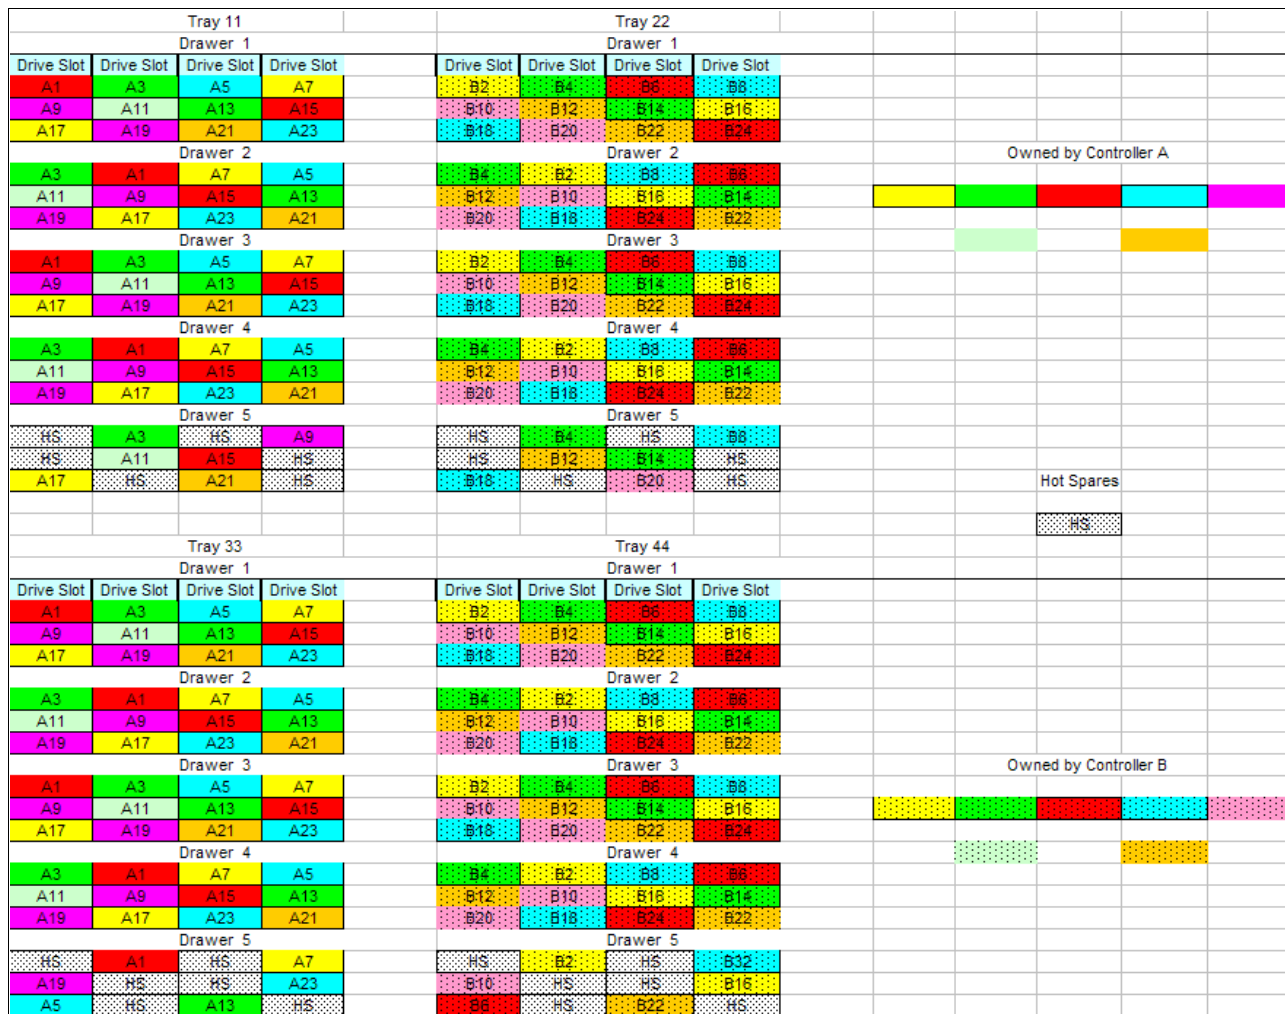 Tray 11 Tray 22
Drawer 1 Drawer 1
Drive Slot Drive Slot Drive Slot Drive Slot Drive Slot Drive Slot Drive Slot Drive Slot
A1 A3 A5 A7 B2 B4 B6 B8
A9 A11 A13 A15 B10 B12 B14 B16
A17 A19 A21 A23 B18 B20 B22 B24
Drawer 2 Drawer 2 Owned by Controller A
A3 A1 A7 A5 B4 B2 B8 B6
A11 A9 A15 A13 B12 B10 B16 B14
A19 A17 A23 A21 B20 B18 B24 B22
Drawer 3 Drawer 3
A1 A3 A5 A7 B2 B4 B6 B8
A9 A11 A13 A15 B10 B12 B14 B16
A17 A19 A21 A23 B18 B20 B22 B24
Drawer 4 Drawer 4
A3 A1 A7 A5 B4 B2 B8 B6
A11 A9 A15 A13 B12 B10 B16 B14
A19 A17 A23 A21 B20 B18 B24 B22
Drawer 5 Drawer 5
HS A3 HS A9 HS B4 HS B8
HS A11 A15 HS HS B12 B14 HS
A17 HS A21 HS B18 HS B20 HS Hot Spares
HS
Tray 33 Tray 44
Drawer 1 Drawer 1
Drive Slot Drive Slot Drive Slot Drive Slot Drive Slot Drive Slot Drive Slot Drive Slot
A1 A3 A5 A7 B2 B4 B6 B8
A9 A11 A13 A15 B10 B12 B14 B16
A17 A19 A21 A23 B18 B20 B22 B24
Drawer 2 Drawer 2
A3 A1 A7 A5 B4 B2 B8 B6
A11 A9 A15 A13 B12 B10 B16 B14
A19 A17 A23 A21 B20 B18 B24 B22
Drawer 3 Drawer 3 Owned by Controller B
A1 A3 A5 A7 B2 B4 B6 B8
A9 A11 A13 A15 B10 B12 B14 B16
A17 A19 A21 A23 B18 B20 B22 B24
Drawer 4 Drawer 4
A3 A1 A7 A5 B4 B2 B8 B6
A11 A9 A15 A13 B12 B10 B16 B14
A19 A17 A23 A21 B20 B18 B24 B22
Drawer 5 Drawer 5
HS A1 HS A7 HS B2 HS B32
A19 HS HS A23 B10 HS HS B16
A5 HS A13 HS B6 HS B22 HS